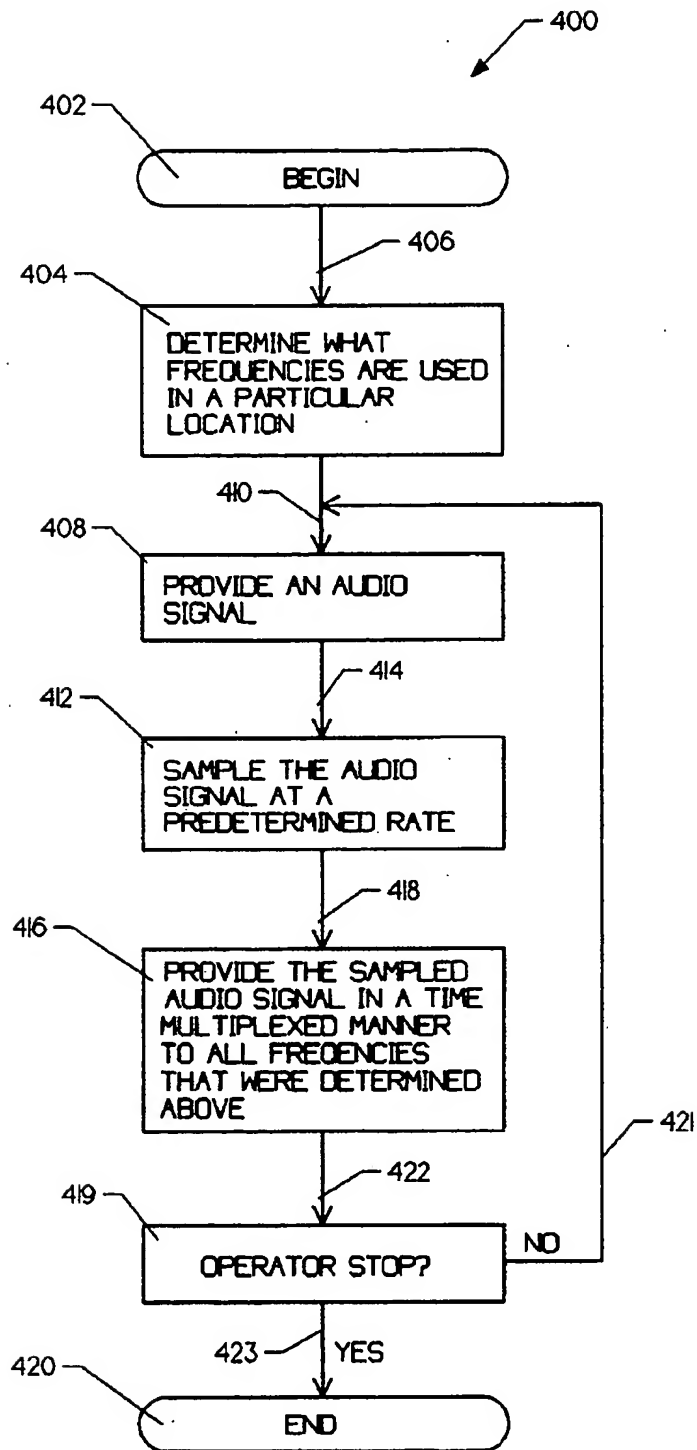 400
402
BEGIN
406
404
DETERMINE WHAT
FREQUENCIES ARE USED
IN A PARTICULAR
LOCATION
410
408
PROVIDE AN AUDIO
SIGNAL
414
412
SAMPLE THE AUDIO
SIGNAL AT A
PREDETERMINED RATE
418
416
PROVIDE THE SAMPLED
AUDIO SIGNAL IN A TIME
MULTIPLEXED MANNER
TO ALL FREQENCIES
THAT WERE DETERMINED
ABOVE
421
422
419
OPERATOR STOP?
NO
423
YES
420
END